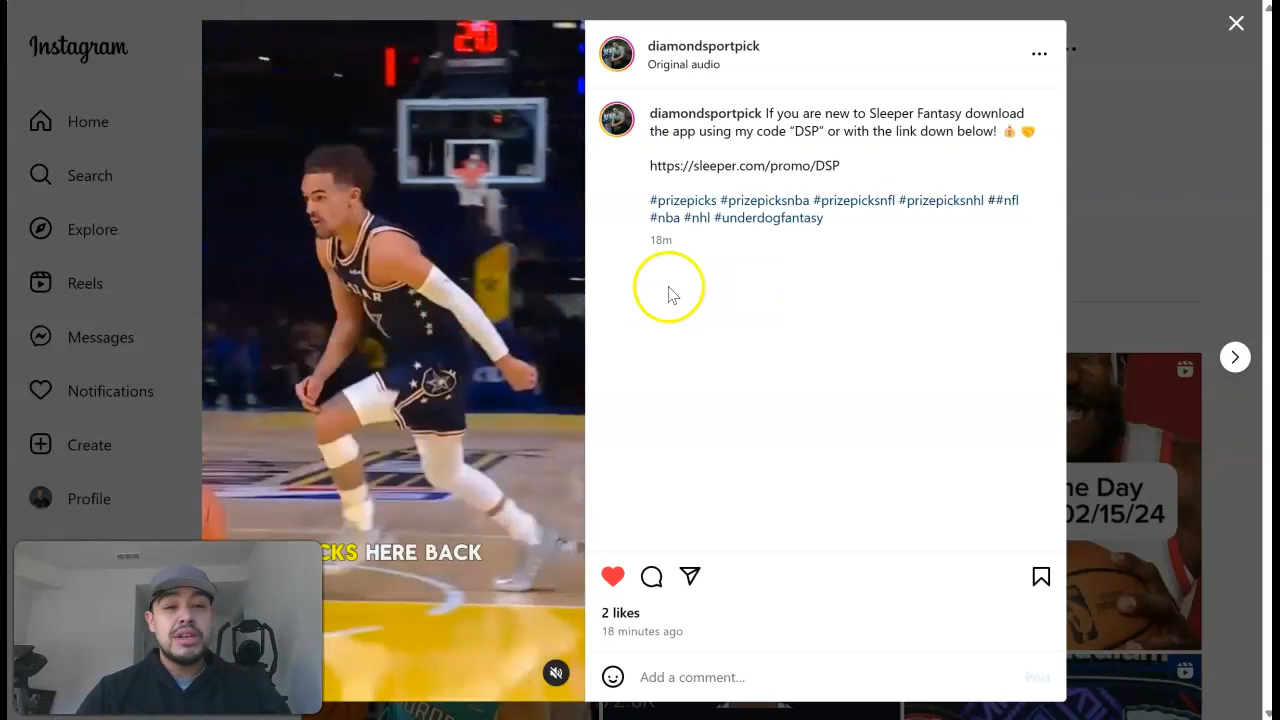 Instagram
Home
Search
Explore
Reels
Messages
Notifications
Create
Profile
20
CKS HERE BACK
diamondsportpick
Original audio
diamondsportpick If you are new to Sleeper Fantasy download
the app using my code “DSP” or with the link down below! 💰 🤝
https://sleeper.com/promo/DSP
#prizepicks #prizepicksnba #prizepicksnfl #prizepicksnhl ##nfl
#nba #nhl #underdogfantasy
18m
2 likes
18 minutes ago
Add a comment...
Post
ne Day
02/15/24